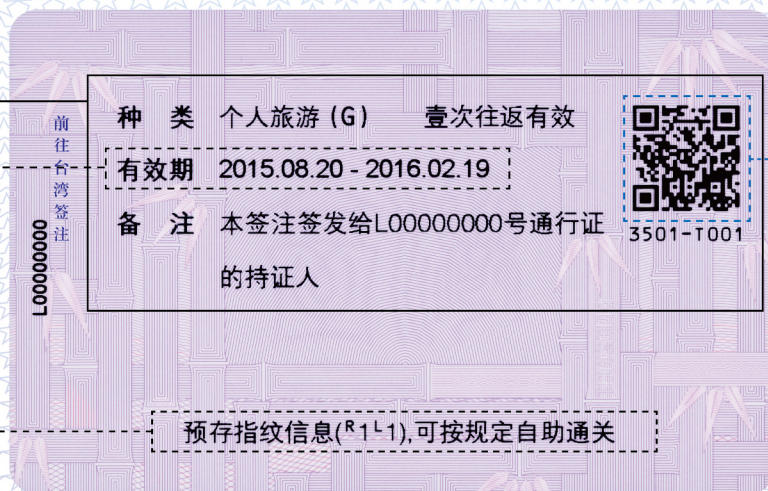 种 类 个人旅游 (G) 壹次往返有效
有效期 2015.08.20 - 2016.02.19
备 注 本签注签发给L00000000号通行证
的持证人
3501-T001
前往台湾签注
L00000000
预存指纹信息(ᴿ1ᴸ1),可按规定自助通关